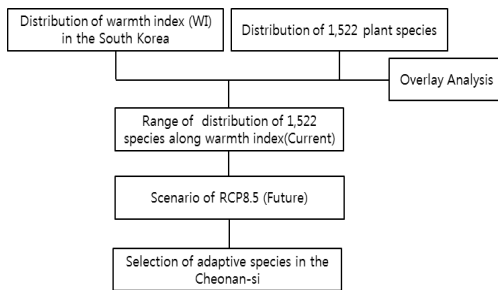 Distribution of warmth index (WI)
in the South Korea
Distribution of 1,522 plant species
Overlay Analysis
Range of distribution of 1,522
species along warmth index(Current)
Scenario of RCP8.5 (Future)
Selection of adaptive species in the
Cheonan-si